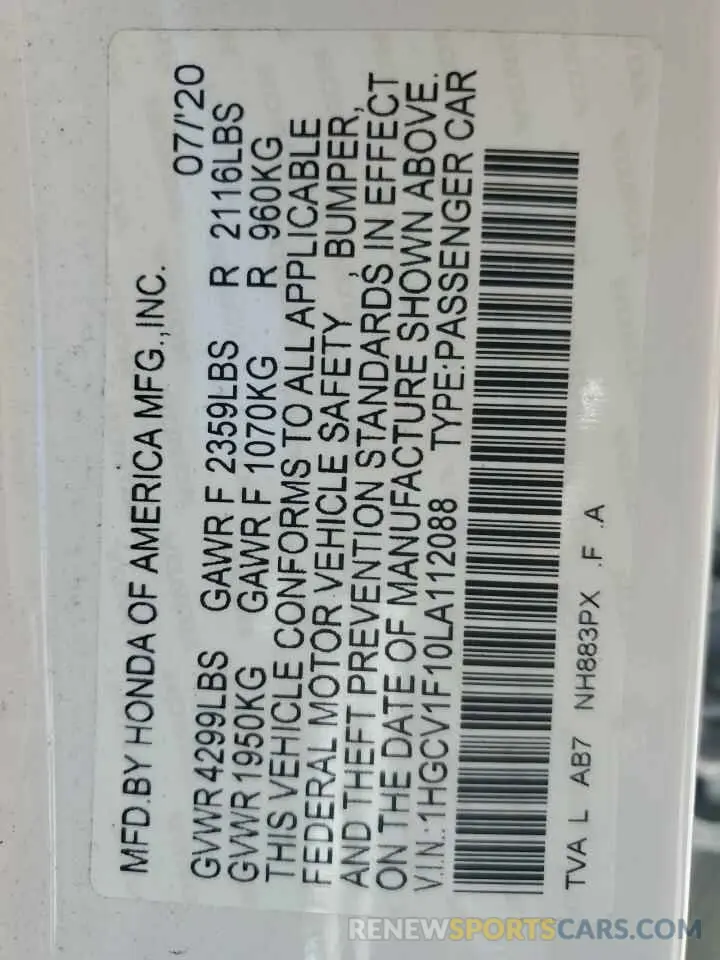 MFD.BY HONDA OF AMERICA MFG.,INC. 07/'20
GVWR 4299LBS GAWR F 2359LBS R 2116LBS
GVWR 1950KG GAWR F 1070KG R 960KG
THIS VEHICLE CONFORMS TO ALL APPLICABLE
FEDERAL MOTOR VEHICLE SAFETY , BUMPER,
AND THEFT PREVENTION STANDARDS IN EFFECT
ON THE DATE OF MANUFACTURE SHOWN ABOVE.
V.I.N.:1HGCV1F10LA112088 TYPE:PASSENGER CAR
TVA L AB7 NH883PX .F .A
RENEWSPORTSCARS.COM